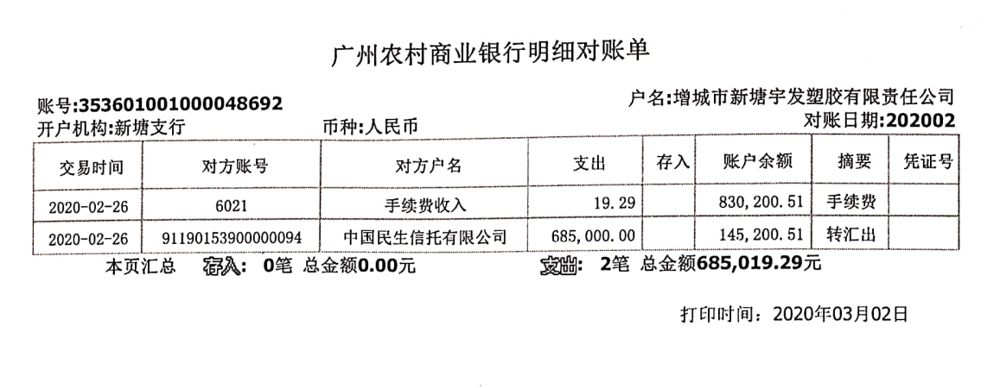 广州农村商业银行明细对账单
账号:353601001000048692 户名:增城市新塘宇发塑胶有限责任公司
开户机构:新塘支行 币种:人民币 对账日期:202002
交易时间 对方账号 对方户名 支出 存入 账户余额 摘要 凭证号
2020-02-26 6021 手续费收入 19.29 830,200.51 手续费
2020-02-26 91190153900000094 中国民生信托有限公司 685,000.00 145,200.51 转汇出
本页汇总 存入: 0笔 总金额0.00元 支出: 2笔 总金额685,019.29元
打印时间：2020年03月02日